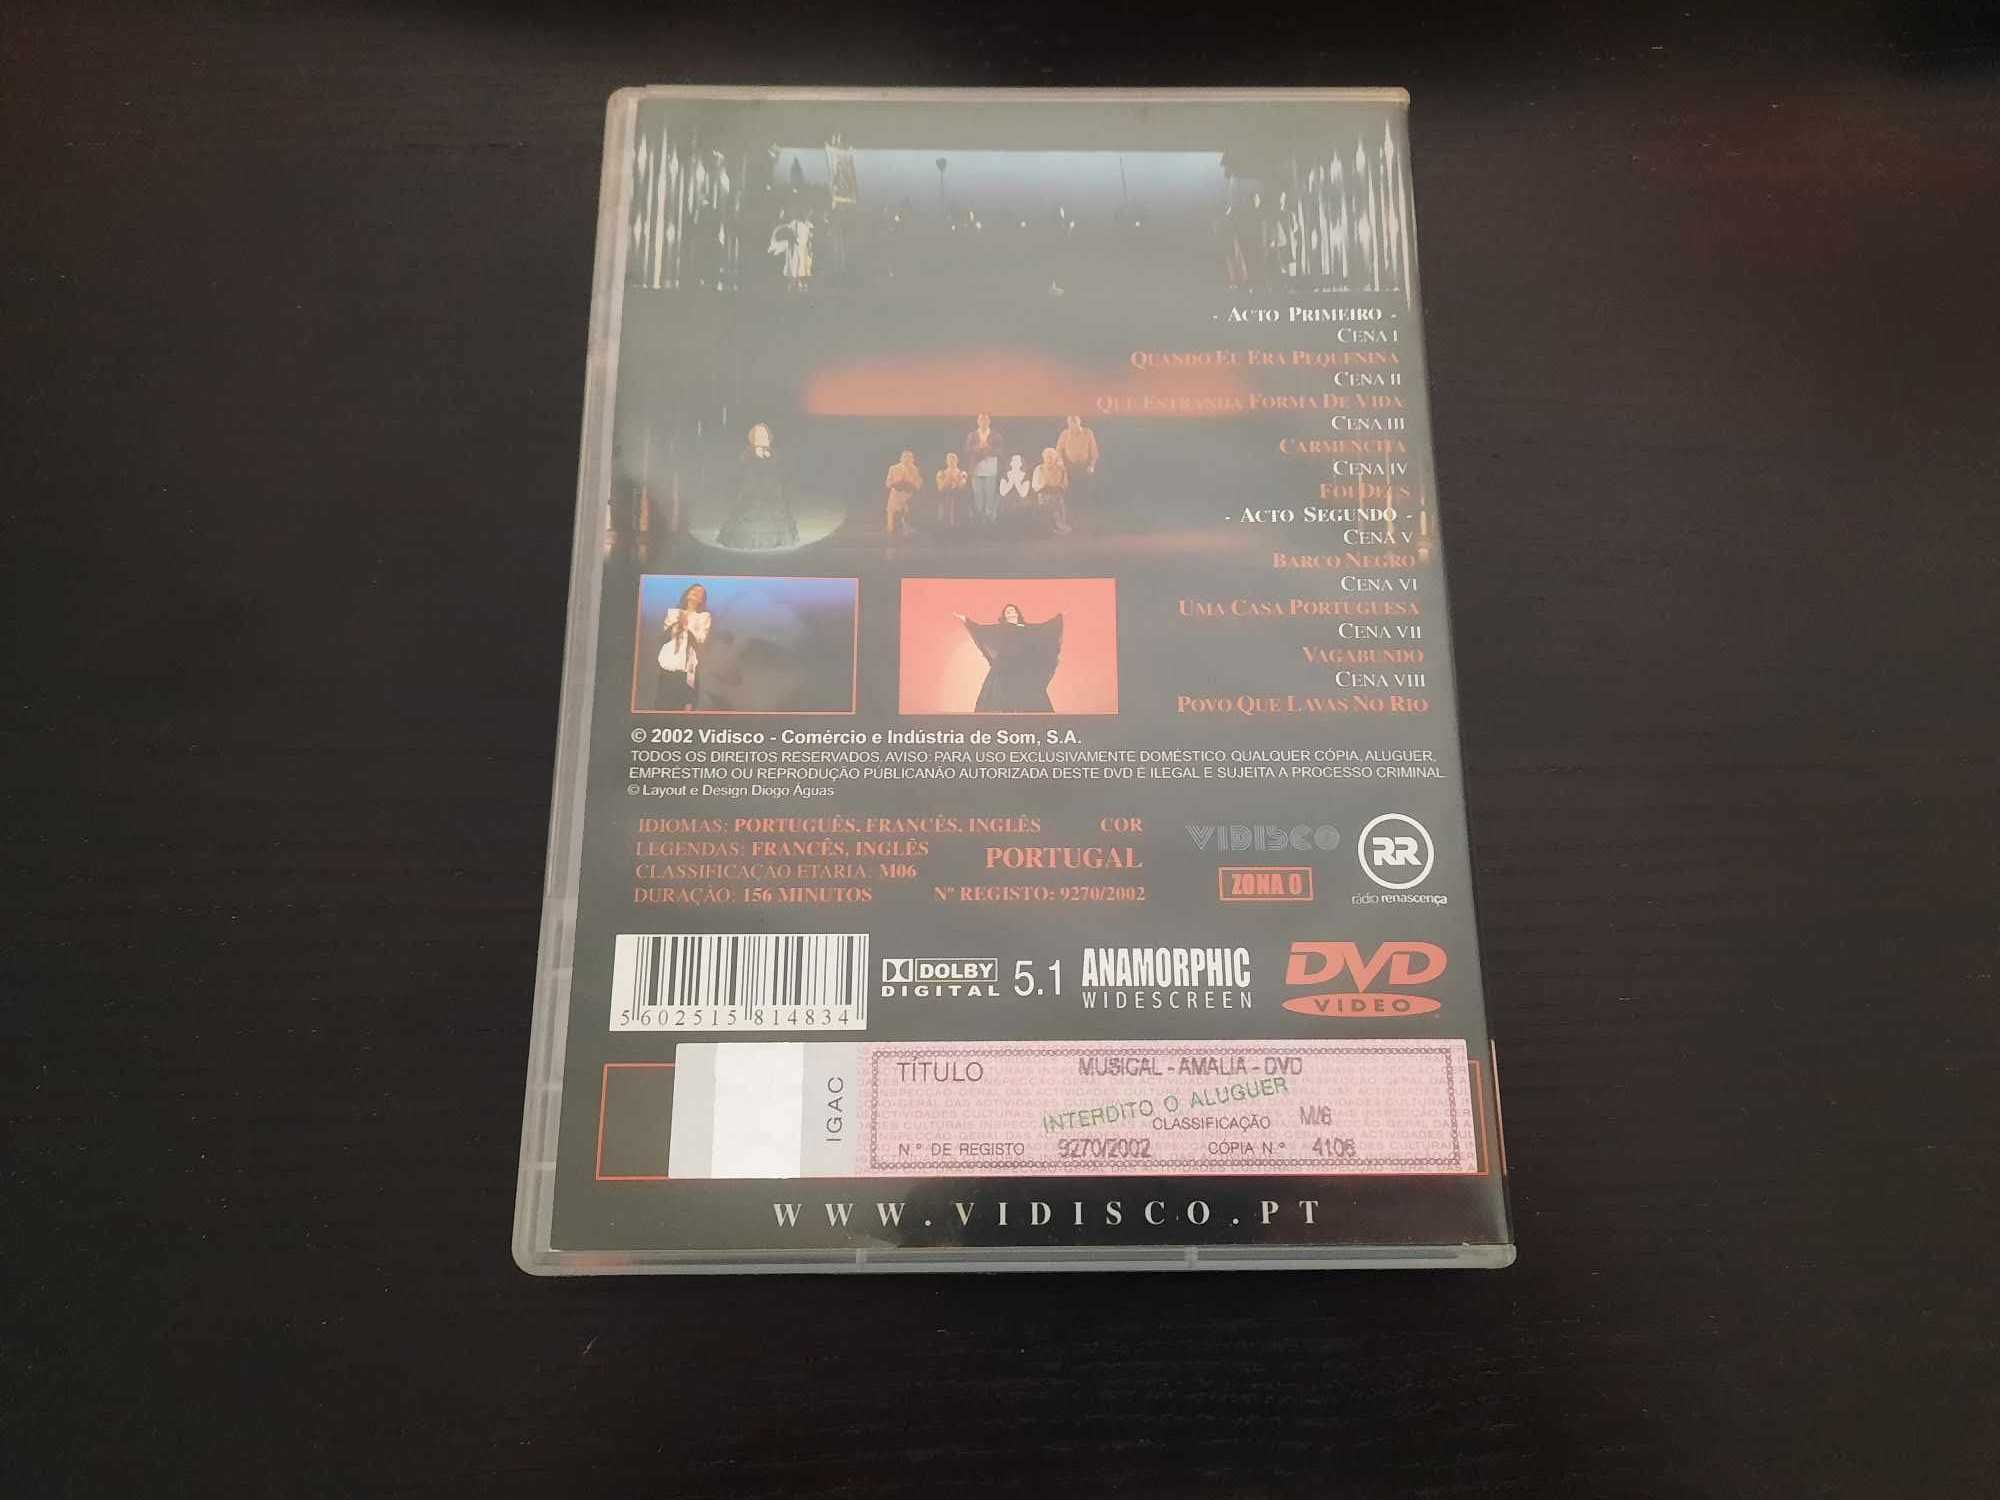 - ACTO PRIMEIRO -
CENA I
QUANDO EU ERA PEQUENINA
CENA II
QUE ESTRANHA FORMA DE VIDA
CENA III
CARMENCITA
CENA IV
FOI DEUS
- ACTO SEGUNDO -
CENA V
BARCO NEGRO
CENA VI
UMA CASA PORTUGUESA
CENA VII
VAGABUNDO
CENA VIII
POVO QUE LAVAS NO RIO
© 2002 Vidisco - Comércio e Indústria de Som, S.A.
TODOS OS DIREITOS RESERVADOS. AVISO: PARA USO EXCLUSIVAMENTE DOMÉSTICO. QUALQUER CÓPIA, ALUGUER,
EMPRÉSTIMO OU REPRODUÇÃO PÚBLICANÃO AUTORIZADA DESTE DVD É ILEGAL E SUJEITA A PROCESSO CRIMINAL.
© Layout e Design Diogo Águas
IDIOMAS: PORTUGUÊS, FRANCÊS, INGLÊS COR
LEGENDAS: FRANCÊS, INGLÊS
PORTUGAL
CLASSIFICAÇÃO ETÁRIA: M06
DURAÇÃO: 156 MINUTOS Nº REGISTO: 9270/2002
VIDISCO
ZONA 0
RR
rádio renascença
5 602515 814834
DOLBY
DIGITAL 5.1
ANAMORPHIC
WIDESCREEN
DVD
VIDEO
IGAC
TÍTULO MUSICAL - AMALIA - DVD
INTERDITO O ALUGUER
CLASSIFICAÇÃO M/6
N.º DE REGISTO 9270/2002 CÓPIA N.º 4106
WWW.VIDISCO.PT